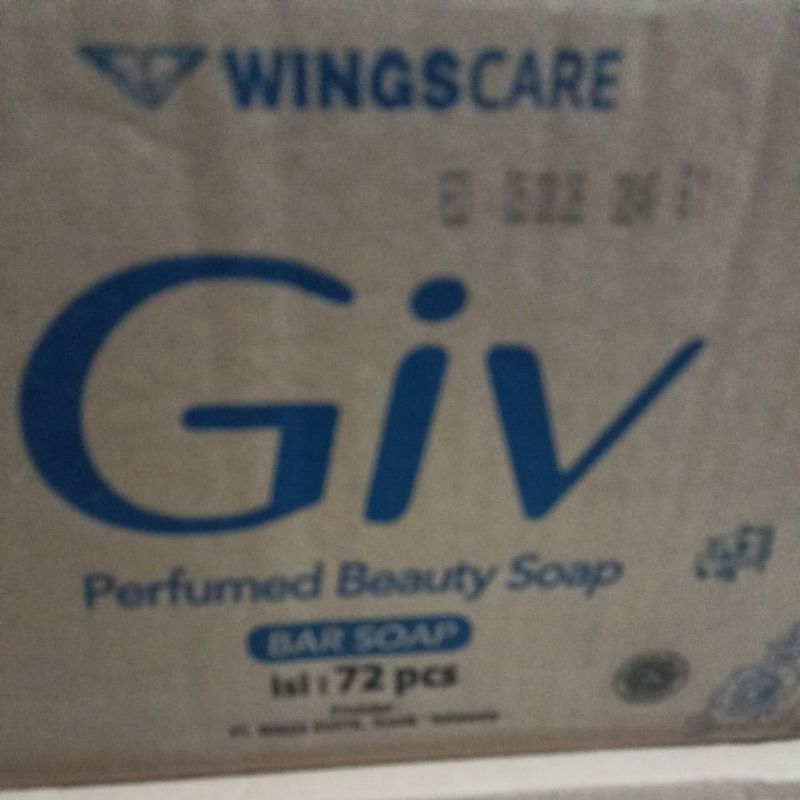 WINGSCARE
Giv
Perfumed Beauty Soap
BAR SOAP
Isi : 72 pcs